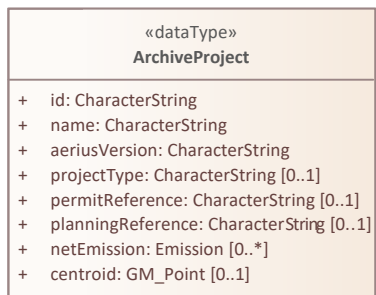 «dataType»
ArchiveProject
+ id: CharacterString
+ name: CharacterString
+ aeriusVersion: CharacterString
+ projectType: CharacterString [0..1]
+ permitReference: CharacterString [0..1]
+ planningReference: CharacterString [0..1]
+ netEmission: Emission [0..*]
+ centroid: GM_Point [0..1]